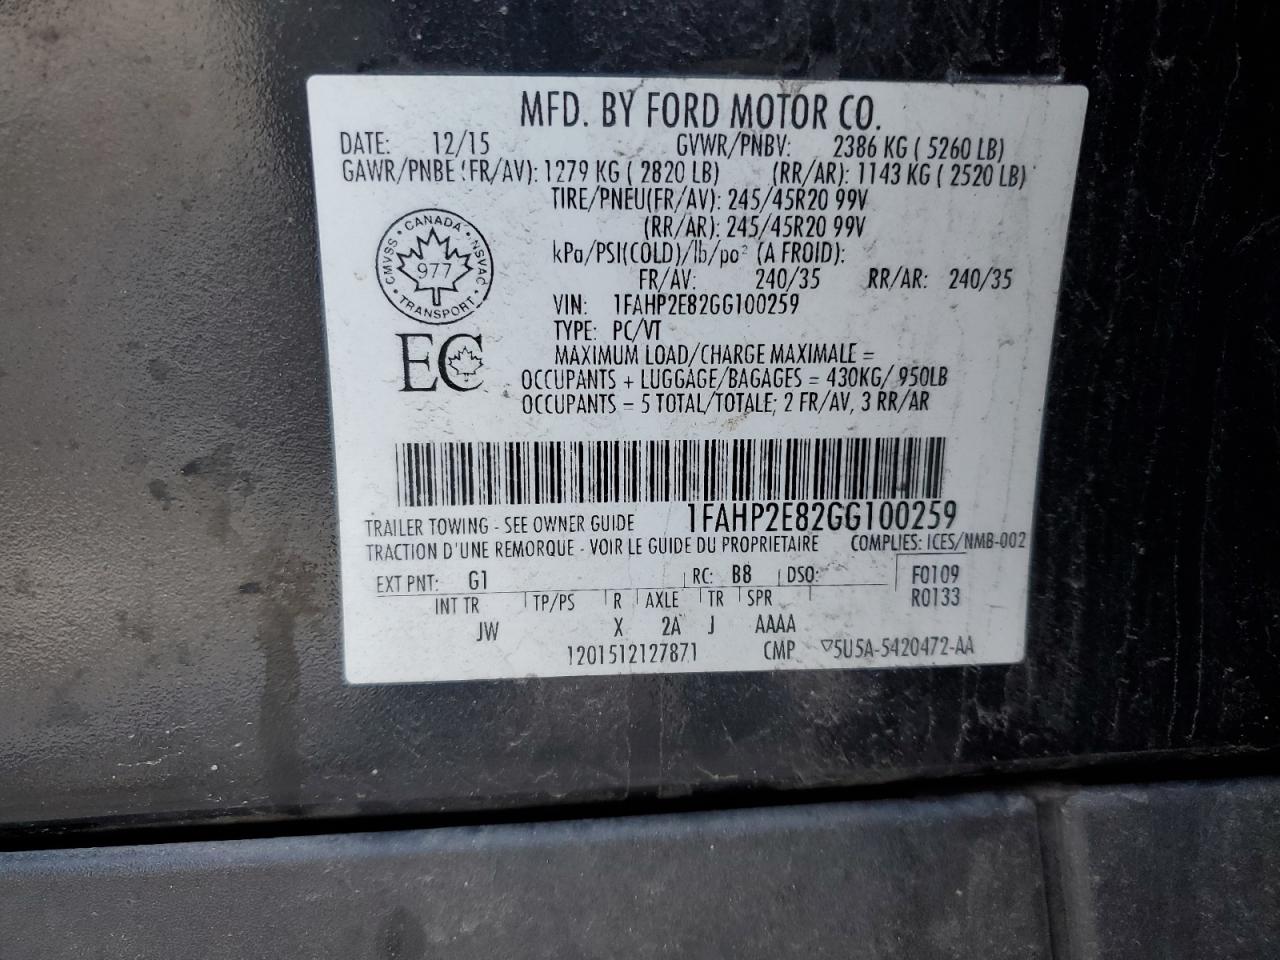 MFD. BY FORD MOTOR CO.
DATE: 12/15 GVWR/PNBV: 2386 KG ( 5260 LB)
GAWR/PNBE (FR/AV): 1279 KG ( 2820 LB) (RR/AR): 1143 KG ( 2520 LB)
TIRE/PNEU(FR/AV): 245/45R20 99V
(RR/AR): 245/45R20 99V
kPa/PSI(COLD)/lb/po² (A FROID):
FR/AV: 240/35 RR/AR: 240/35
CMVSS • CANADA • NSVAC • TRANSPORT •
977
VIN: 1FAHP2E82GG100259
TYPE: PC/VT
EC
MAXIMUM LOAD/CHARGE MAXIMALE =
OCCUPANTS + LUGGAGE/BAGAGES = 430KG/ 950LB
OCCUPANTS = 5 TOTAL/TOTALE; 2 FR/AV, 3 RR/AR
TRAILER TOWING - SEE OWNER GUIDE 1FAHP2E82GG100259
TRACTION D'UNE REMORQUE - VOIR LE GUIDE DU PROPRIETAIRE COMPLIES: ICES/NMB-002
EXT PNT: G1 RC: B8 DSO: F0109
INT TR TP/PS R AXLE TR SPR R0133
JW X 2A J AAAA
1201512127871 CMP ▽5U5A-5420472-AA